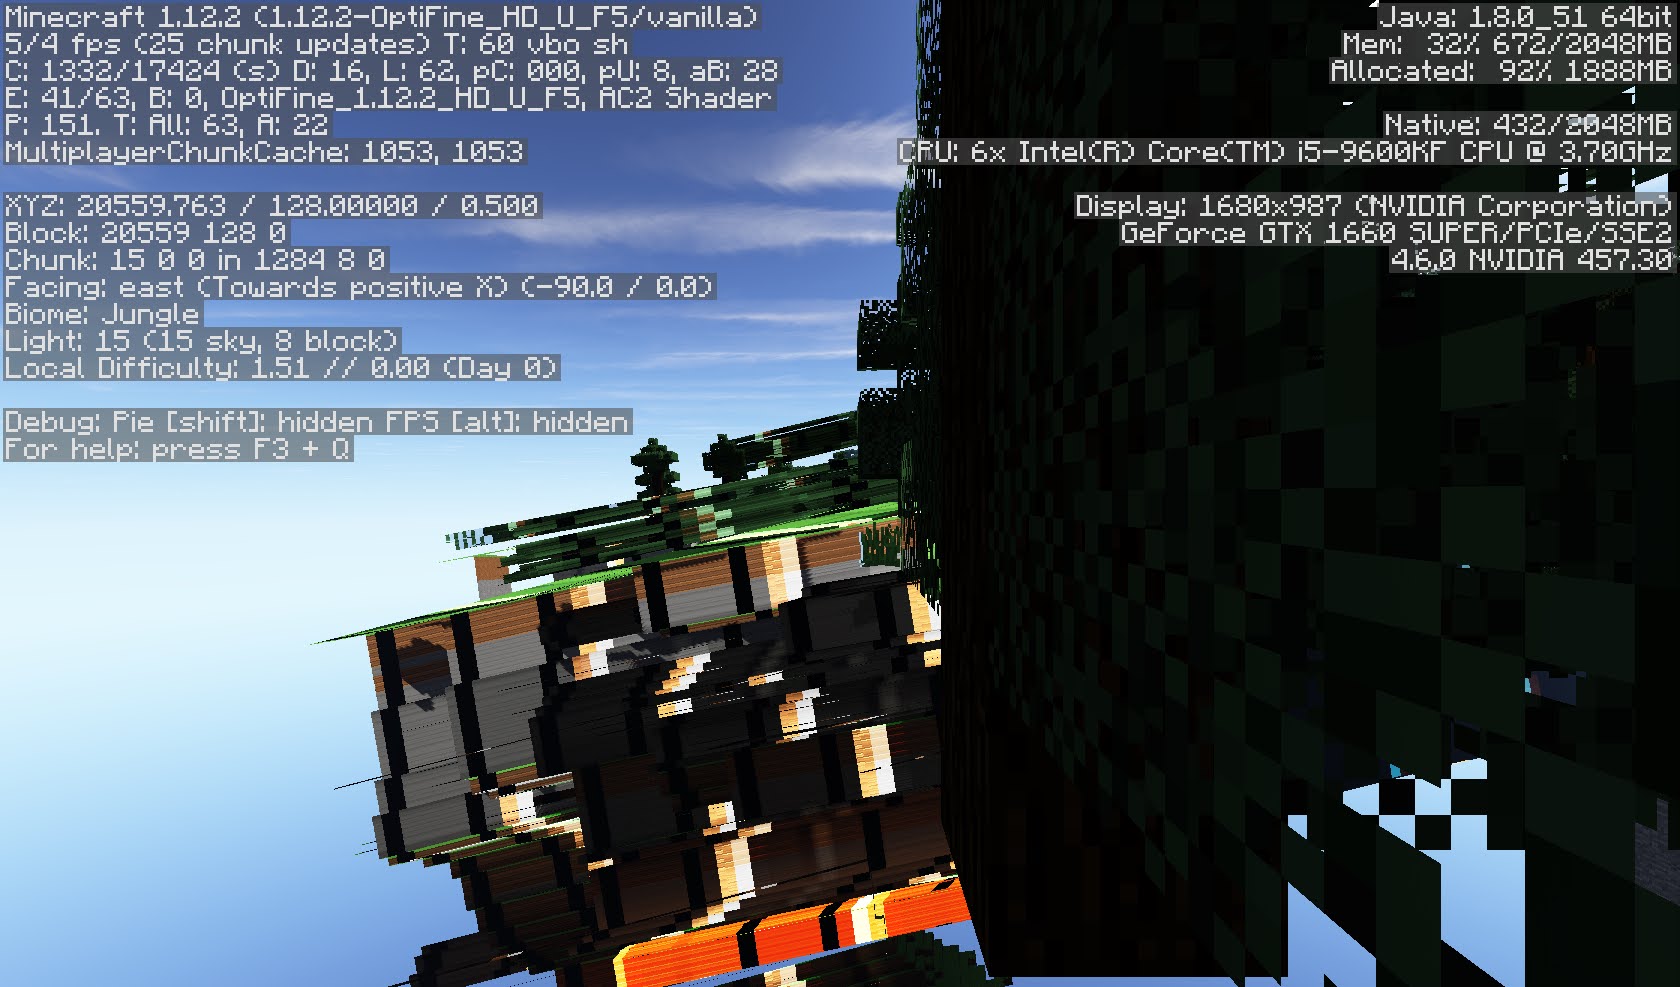 Minecraft 1.12.2 (1.12.2-OptiFine_HD_U_F5/vanilla)
5/4 fps (25 chunk updates) T: 60 vbo sh
C: 1332/17424 (s) D: 16, L: 62, pC: 000, pU: 8, aB: 28
E: 41/63, B: 0, OptiFine_1.12.2_HD_U_F5, AC2 Shader
P: 151. T: All: 63, A: 22
MultiplayerChunkCache: 1053, 1053
XYZ: 20559.763 / 128.00000 / 0.500
Block: 20559 128 0
Chunk: 15 0 0 in 1284 8 0
Facing: east (Towards positive X) (-90.0 / 0.0)
Biome: Jungle
Light: 15 (15 sky, 8 block)
Local Difficulty: 1.51 // 0.00 (Day 0)
Debug: Pie [shift]: hidden FPS [alt]: hidden
For help: press F3 + Q
Java: 1.8.0_51 64bit
Mem: 32% 672/2048MB
Allocated: 92% 1888MB
Native: 432/2048MB
CPU: 6x Intel(R) Core(TM) i5-9600KF CPU @ 3.70GHz
Display: 1680x987 (NVIDIA Corporation)
GeForce GTX 1660 SUPER/PCIe/SSE2
4.6.0 NVIDIA 457.30